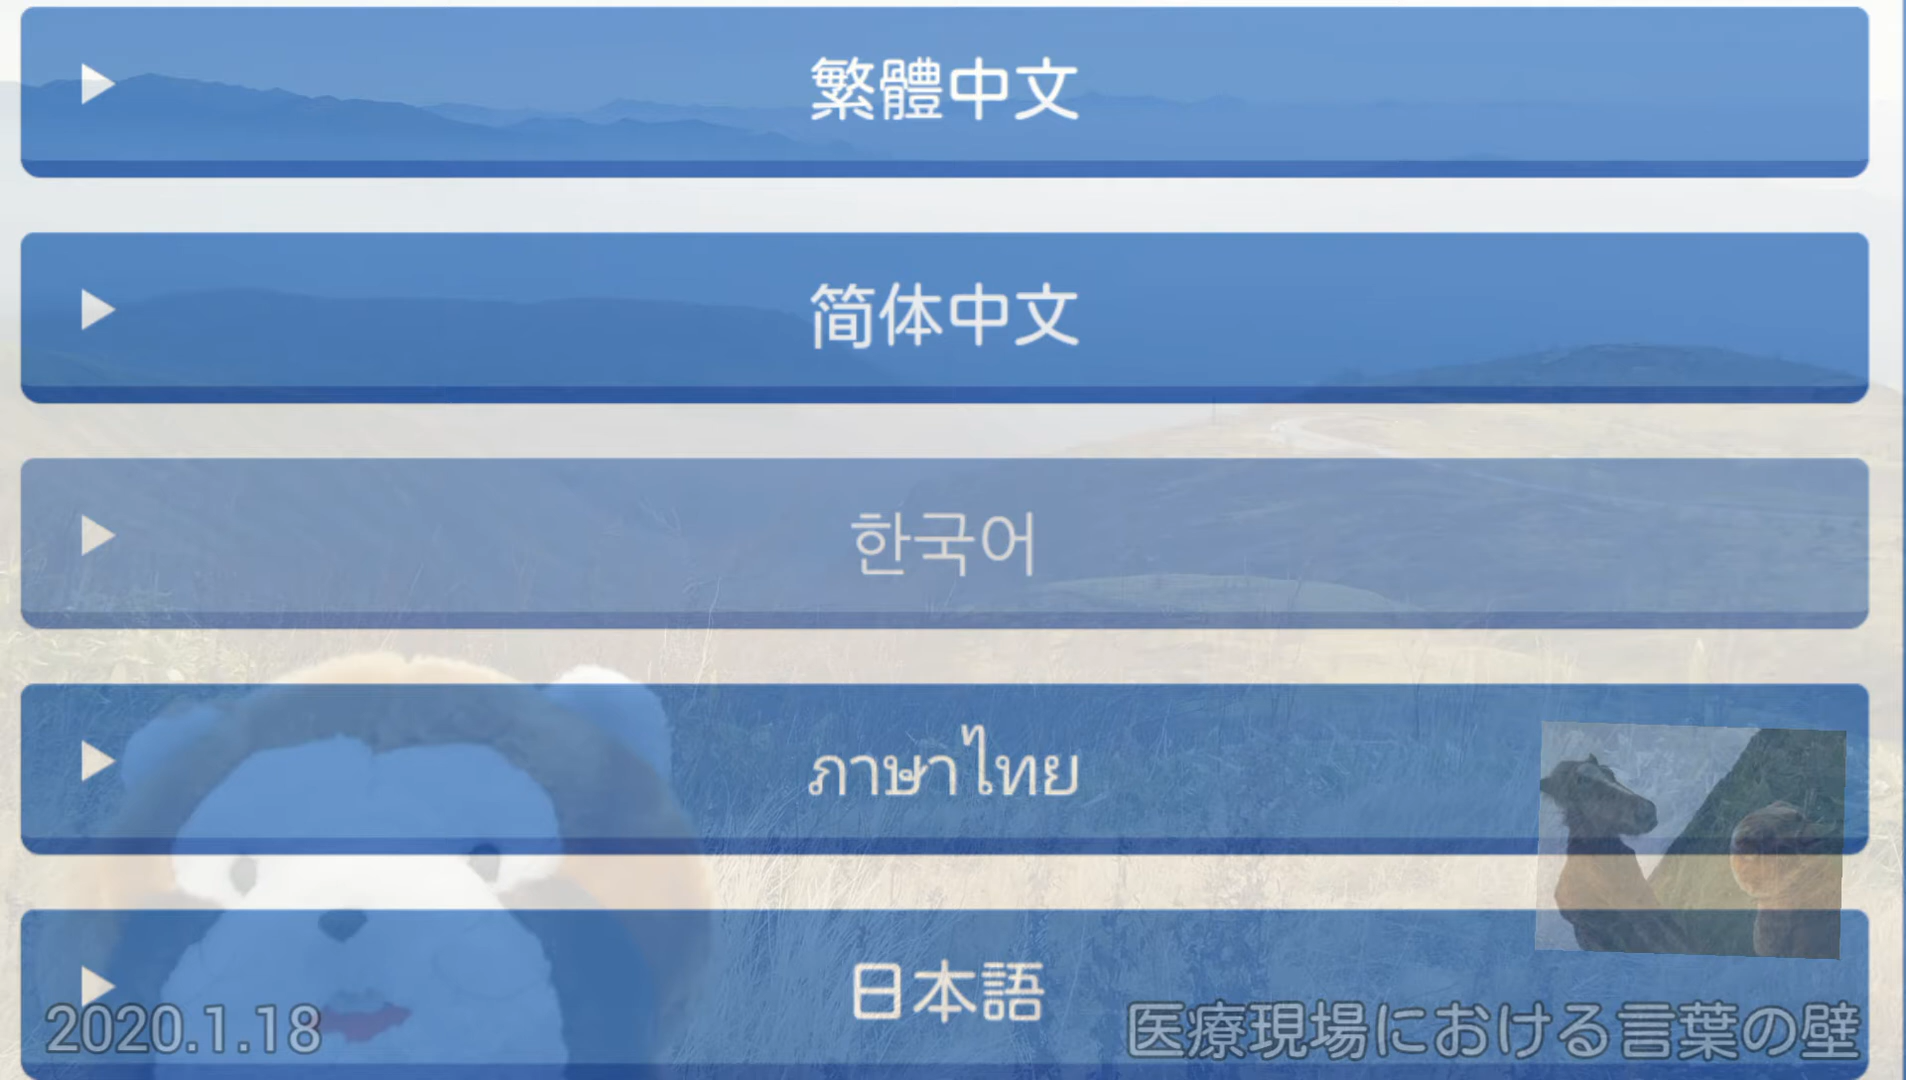 繁體中文
简体中文
한국어
ภาษาไทย
日本語
2020.1.18
医療現場における言葉の壁